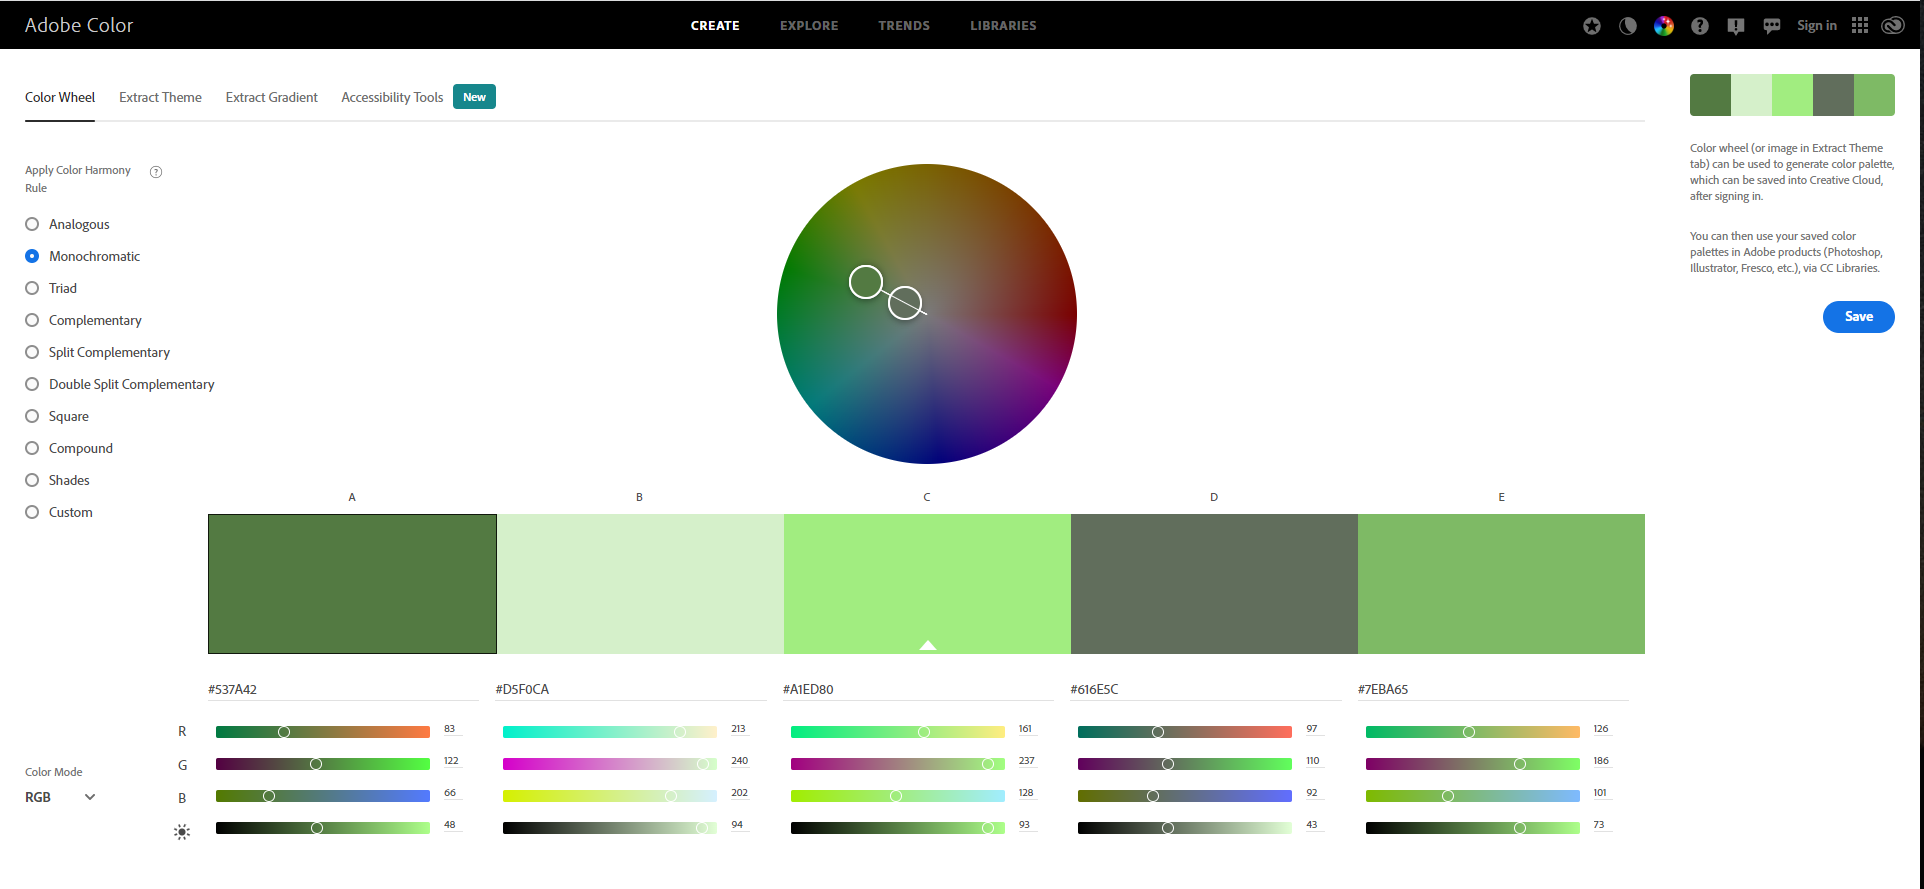 Adobe Color
CREATE
EXPLORE
TRENDS
LIBRARIES
Sign in
Color Wheel
Extract Theme
Extract Gradient
Accessibility Tools
New
Color wheel (or image in Extract Theme
tab) can be used to generate color palette,
which can be saved into Creative Cloud,
after signing in.
You can then use your saved color
palettes in Adobe products (Photoshop,
Illustrator, Fresco, etc.), via CC Libraries.
Save
Apply Color Harmony
Rule
?
Analogous
Monochromatic
Triad
Complementary
Split Complementary
Double Split Complementary
Square
Compound
Shades
Custom
A
B
C
D
E
#537A42
#D5F0CA
#A1ED80
#616E5C
#7EBA65
R
83
213
161
97
126
G
122
240
237
110
186
Color Mode
RGB
B
66
202
128
92
101
48
94
93
43
73